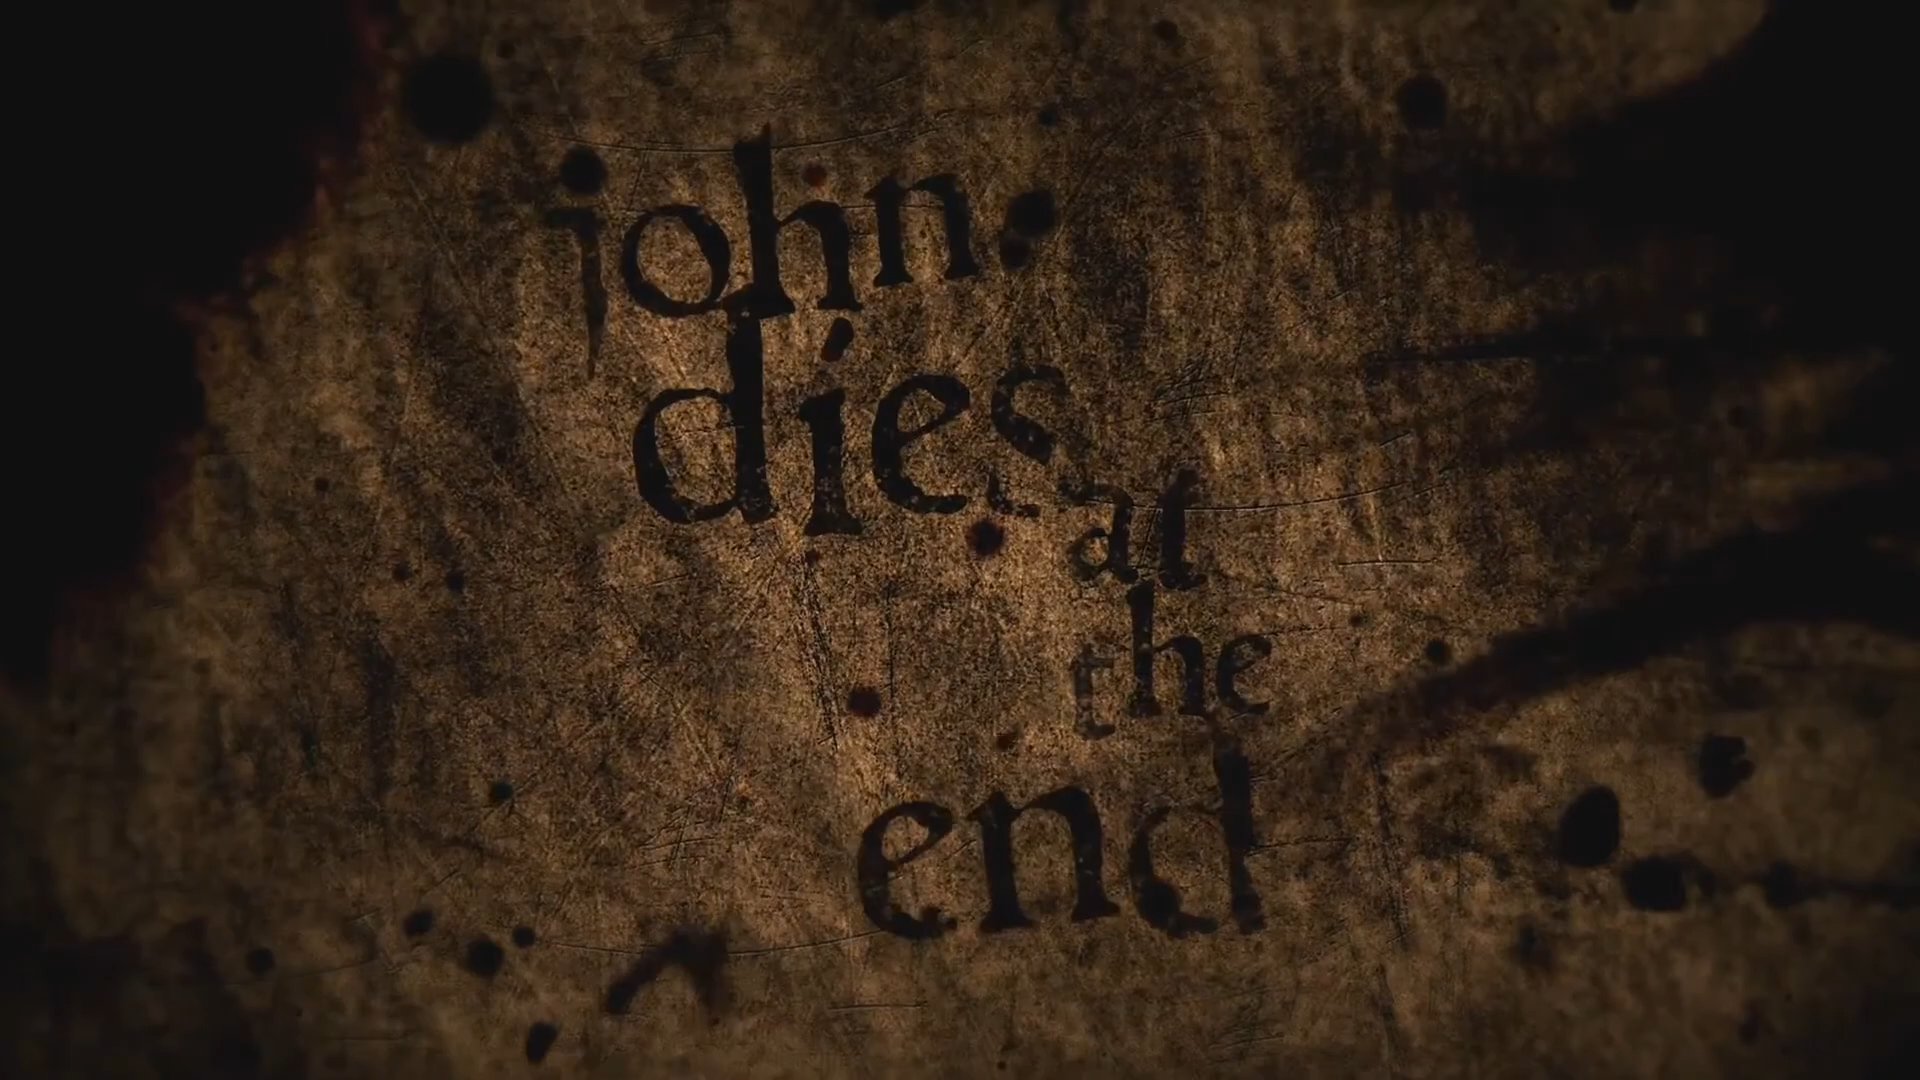 john
dies
at
the
end